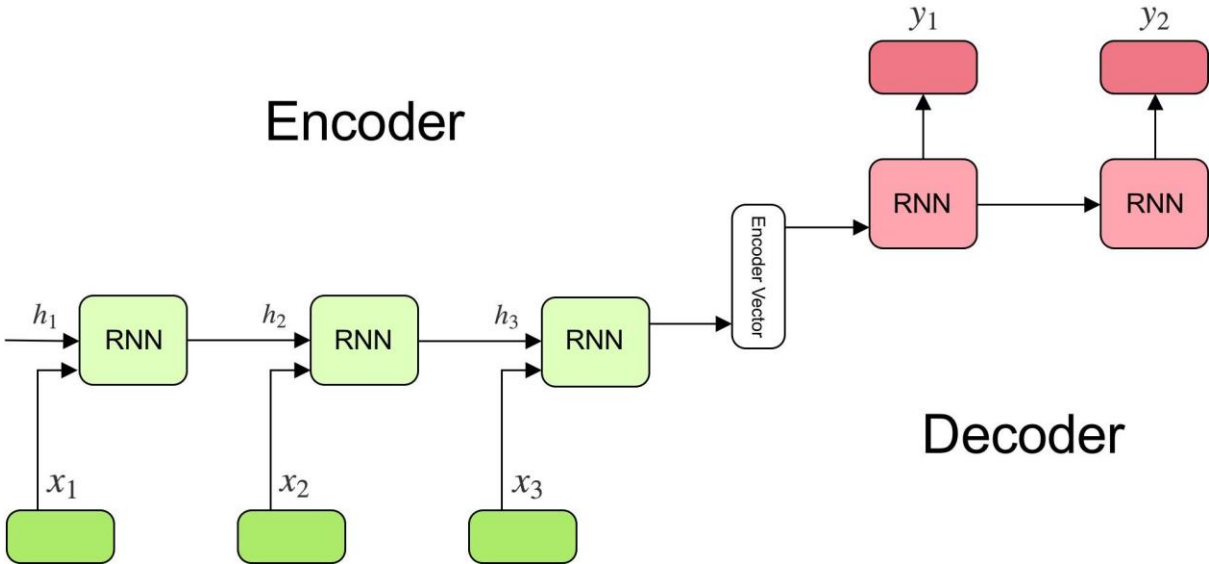 y₁
y₂
Encoder
RNN
RNN
Encoder Vector
h₁
RNN
h₂
RNN
h₃
RNN
Decoder
x₁
x₂
x₃